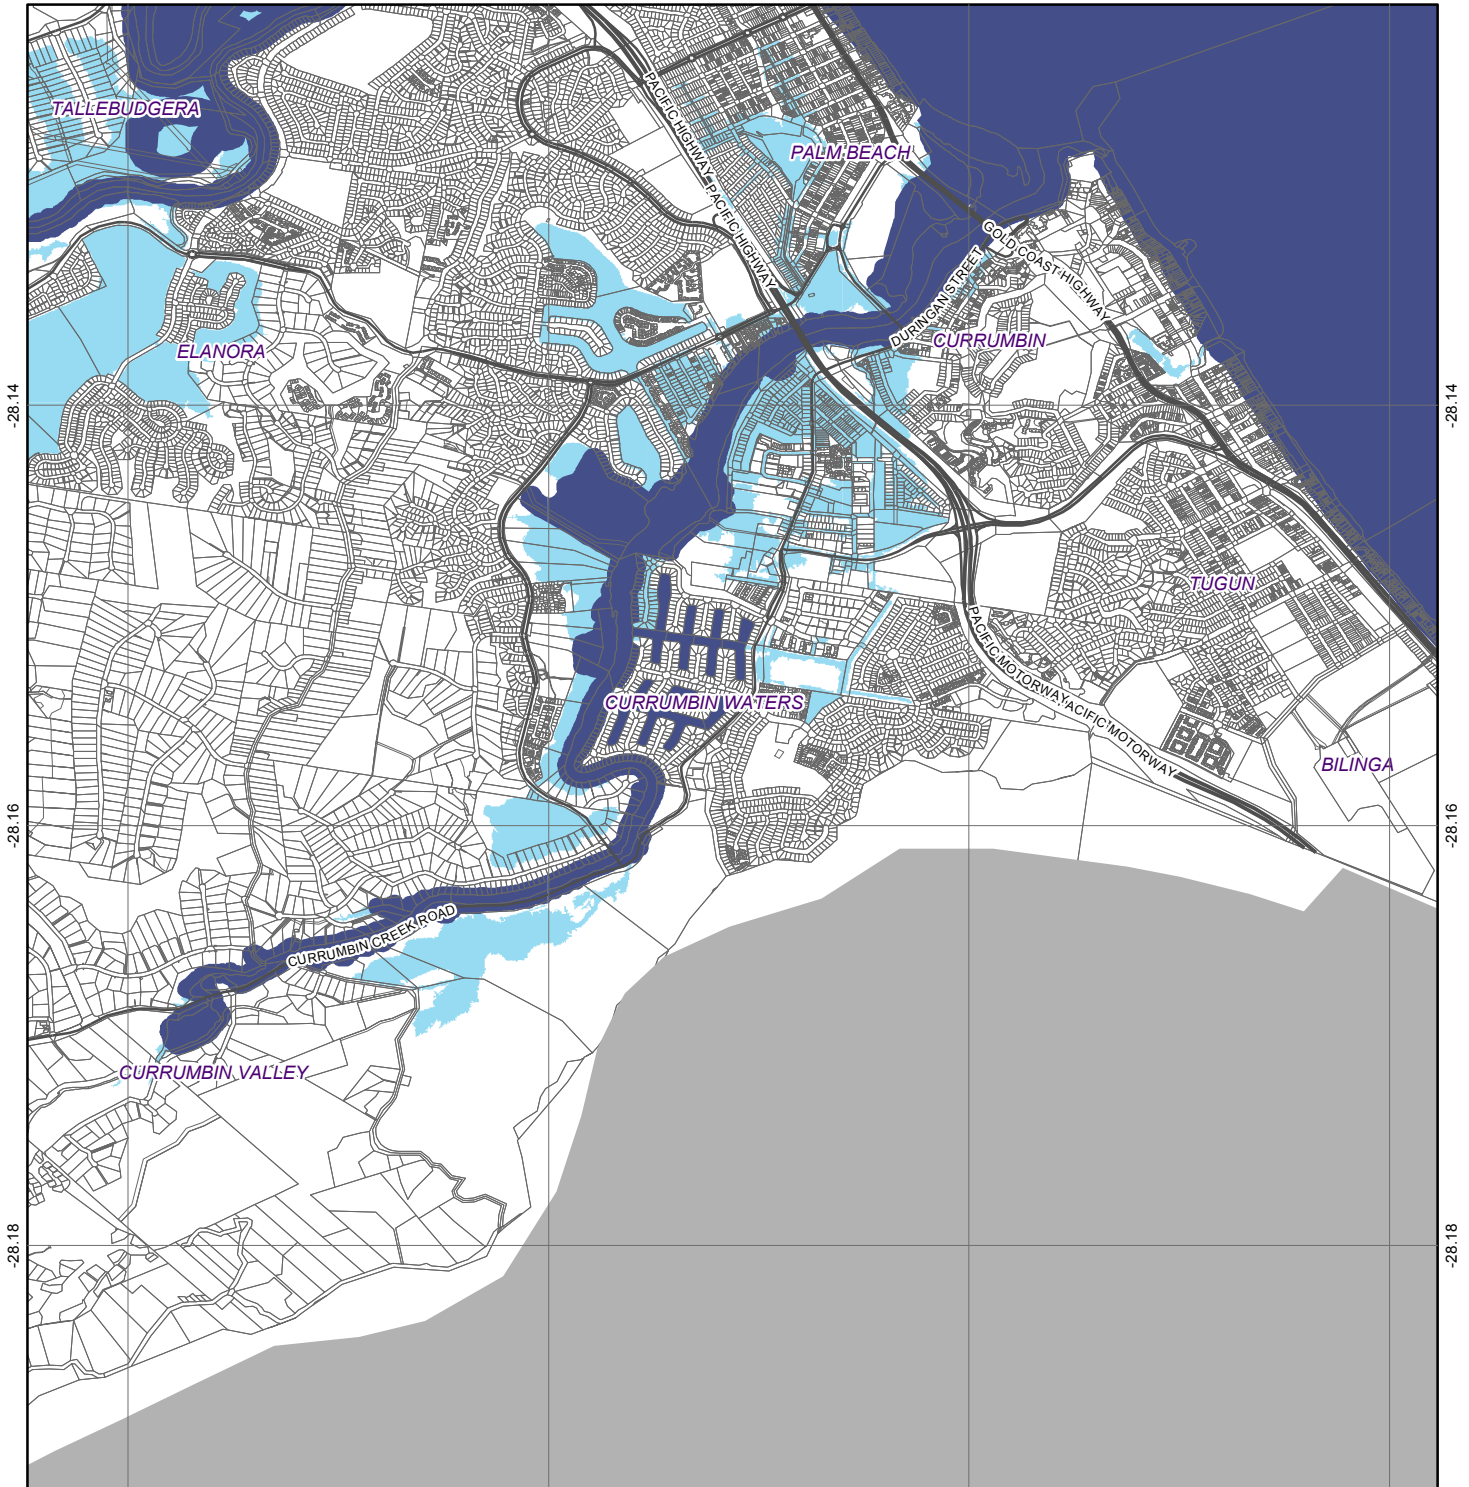 TALLEBUDGERA
PACIFIC HIGHWAY
PALM BEACH
PACIFIC HIGHWAY
GOLD COAST HIGHWAY
DURINGAN STREET
CURRUMBIN
ELANORA
-28.14
-28.14
TUGUN
PACIFIC MOTORWAY
CURRUMBIN WATERS
PACIFIC MOTORWAY
BILINGA
-28.16
-28.16
CURRUMBIN CREEK ROAD
CURRUMBIN VALLEY
-28.18
-28.18